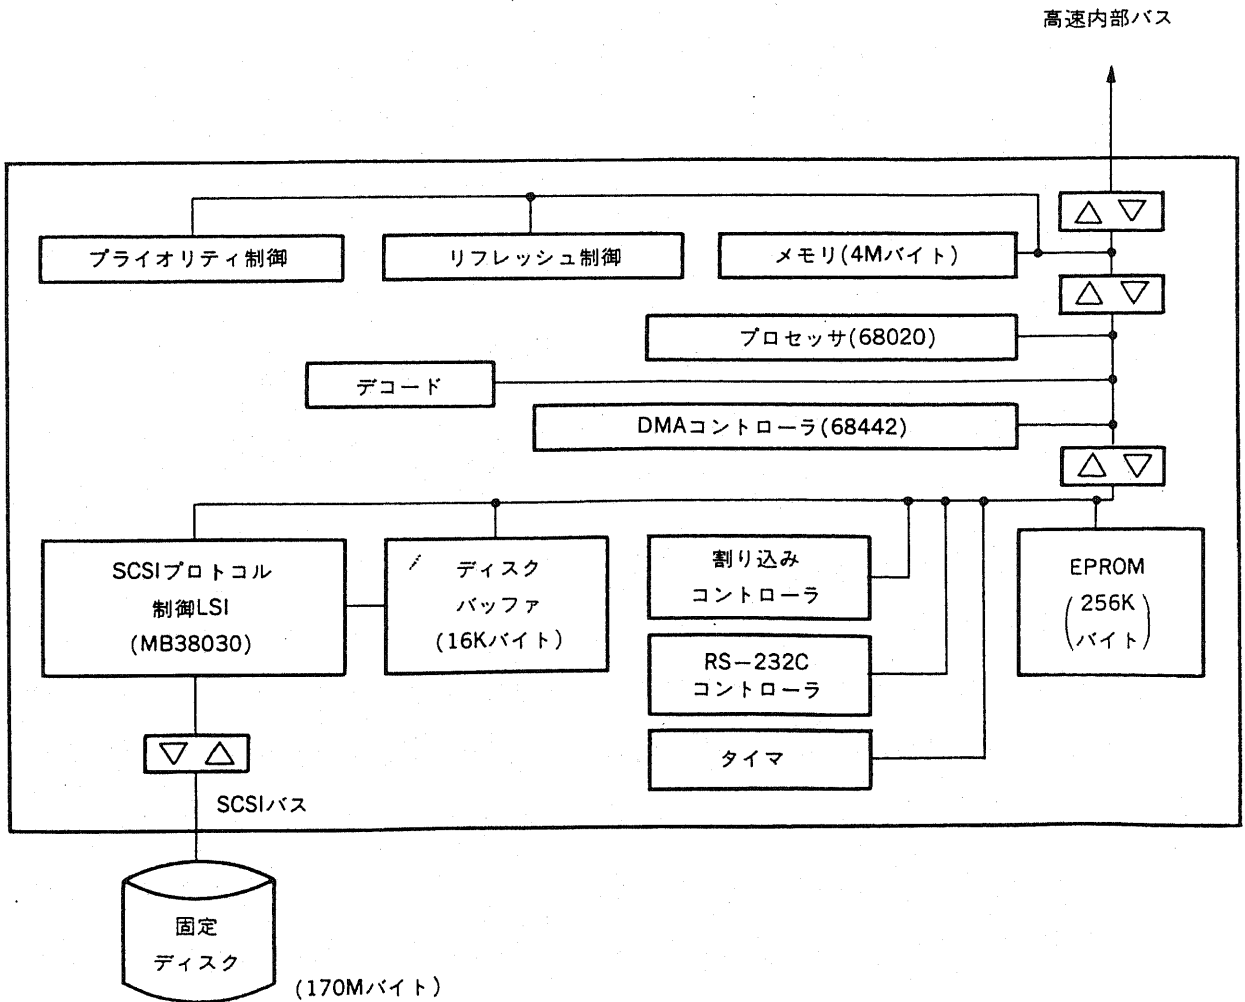 高速内部バス
プライオリティ制御
リフレッシュ制御
メモリ(4Mバイト)
プロセッサ(68020)
デコード
DMAコントローラ(68442)
SCSIプロトコル
制御LSI
(MB38030)
ディスク
バッファ
(16Kバイト)
割り込み
コントローラ
RS-232C
コントローラ
タイマ
EPROM
(256K
バイト)
SCSIバス
固定
ディスク
(170Mバイト)